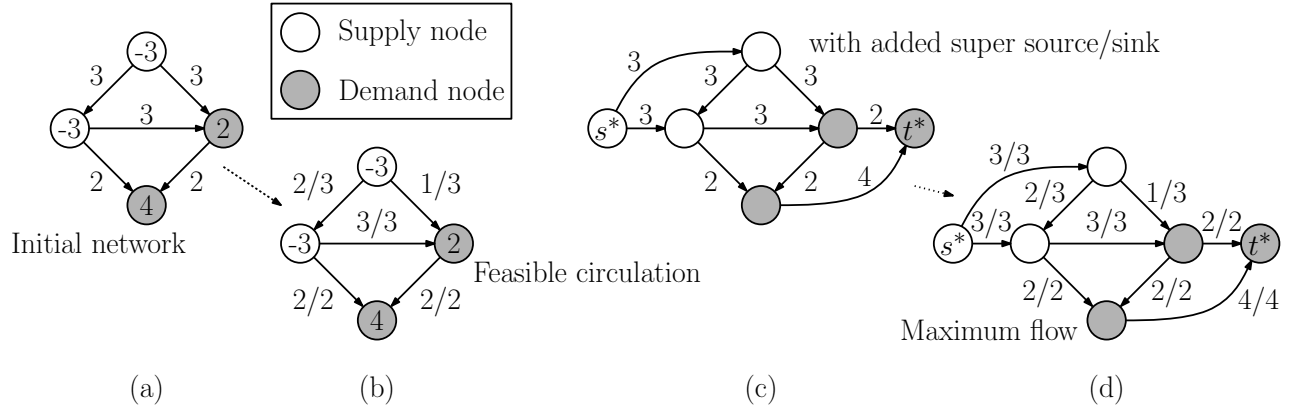 Supply node
Demand node
with added super source/sink
-3
3 3
-3 3 2
2 2
4
Initial network
-3
2/3 1/3
-3 3/3 2
2/2 2/2
4
Feasible circulation
3
3 3
s* 3 3 2 t*
2 2 4
3/3
2/3 1/3
s* 3/3 3/3 2/2 t*
2/2 2/2 4/4
Maximum flow
(a) (b) (c) (d)